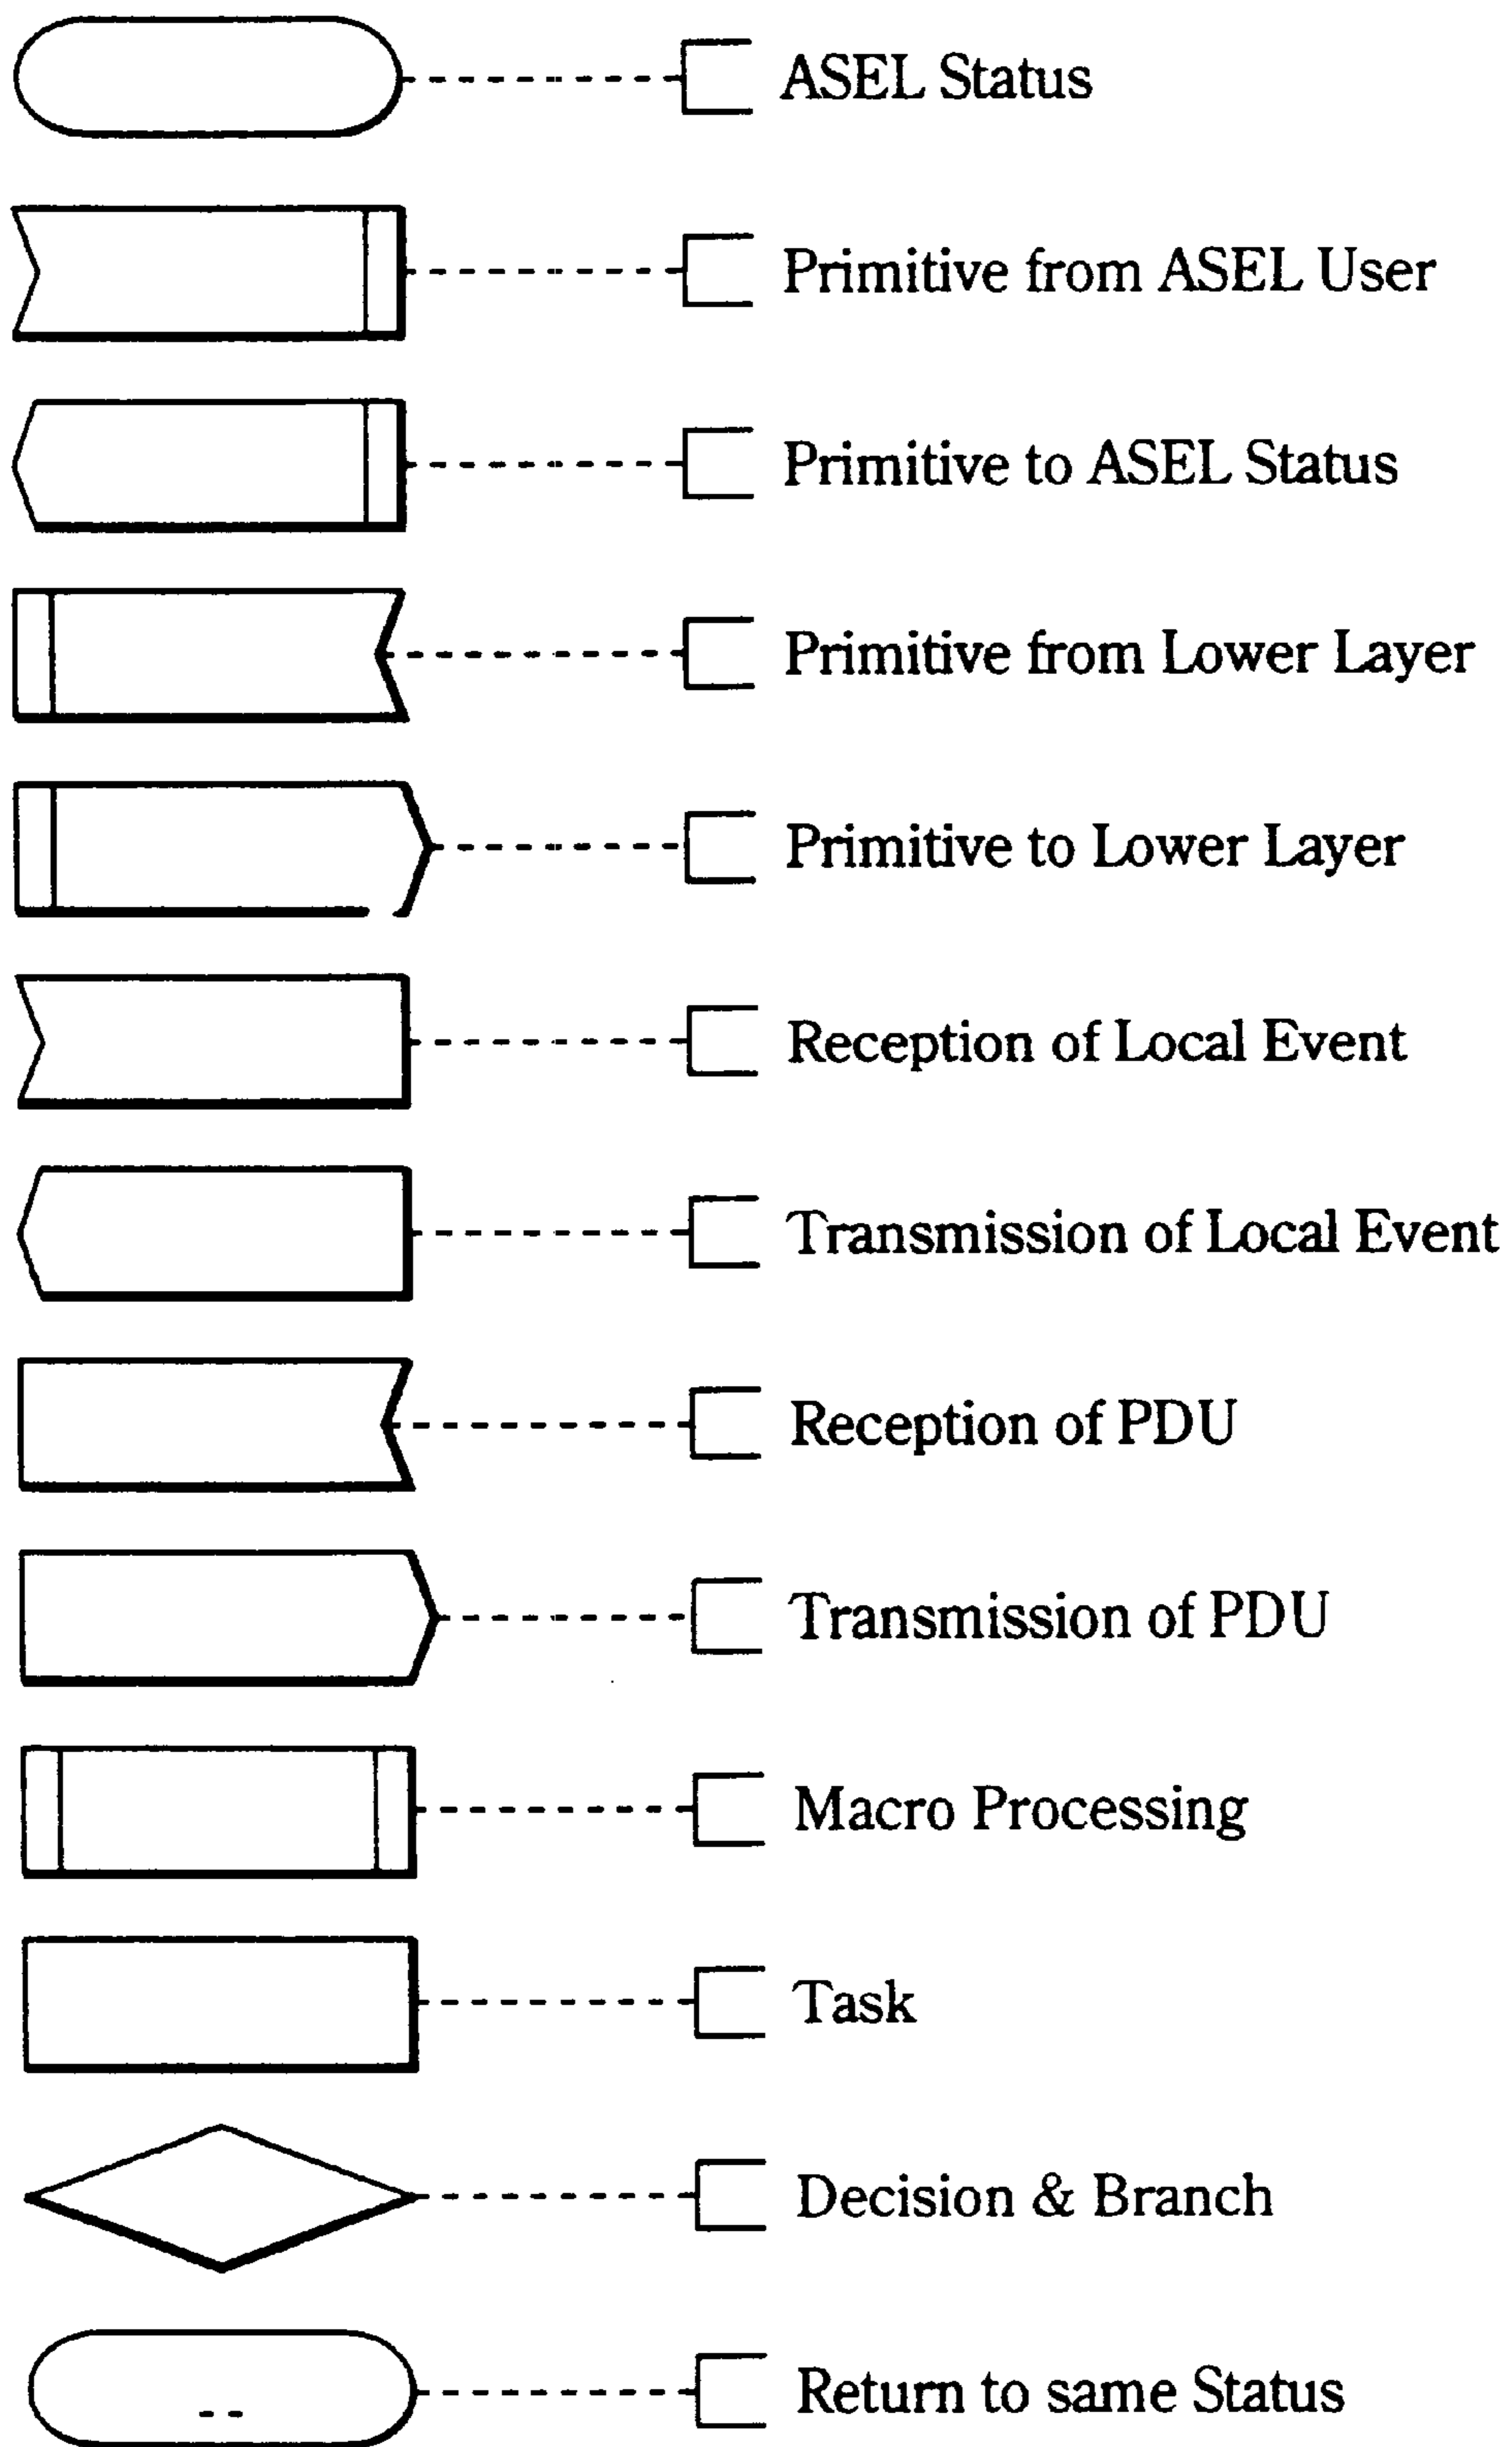 ASEL Status
Primitive from ASEL User
Primitive to ASEL Status
Primitive from Lower Layer
Primitive to Lower Layer
Reception of Local Event
Transmission of Local Event
Reception of PDU
Transmission of PDU
Macro Processing
Task
Decision & Branch
-- Return to same Status